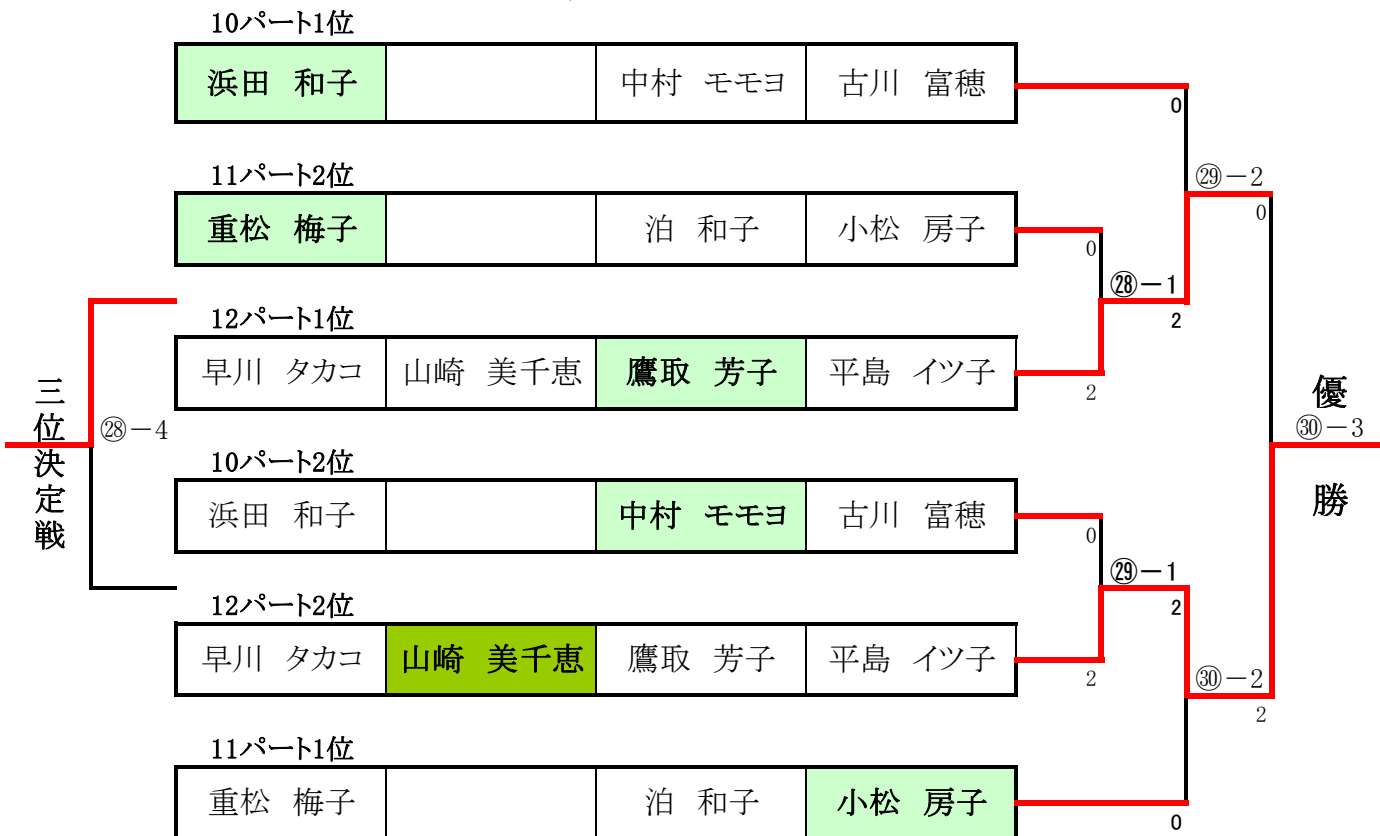 10パート1位
浜田 和子 中村 モモヨ 古川 富穂
0
11パート2位
重松 梅子 泊 和子 小松 房子
0
㉙－2
0
㉘－1
2
12パート1位
早川 タカコ 山崎 美千恵 鷹取 芳子 平島 イツ子
2
三位決定戦
㉘－4
優勝
㉚－3
10パート2位
浜田 和子 中村 モモヨ 古川 富穂
0
㉙－1
2
12パート2位
早川 タカコ 山崎 美千恵 鷹取 芳子 平島 イツ子
2
㉚－2
2
11パート1位
重松 梅子 泊 和子 小松 房子
0